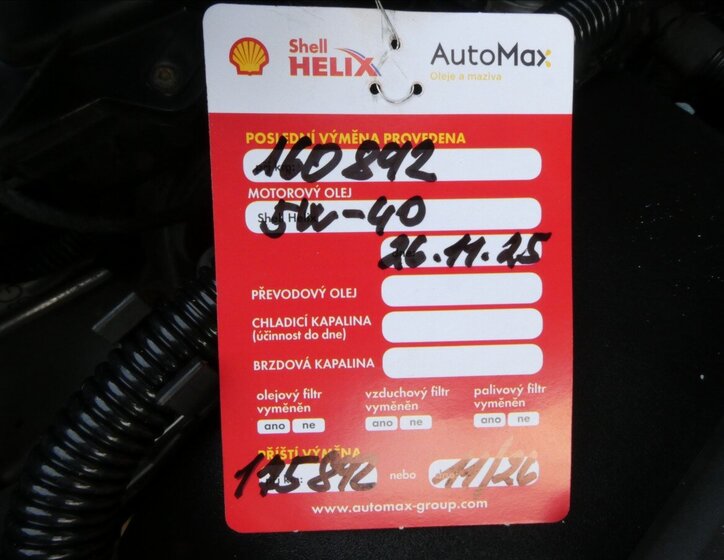 Shell
HELIX
AutoMax
Oleje a maziva
POSLEDNÍ VÝMĚNA PROVEDENA
160892
MOTOROVÝ OLEJ
Shell Helix
5W-40
26.11.25
PŘEVODOVÝ OLEJ
CHLADICÍ KAPALINA
(účinnost do dne)
BRZDOVÁ KAPALINA
olejový filtr
vyměněn
ano ne
vzduchový filtr
vyměněn
ano ne
palivový filtr
vyměněn
ano ne
PŘÍŠTÍ VÝMĚNA
175892 nebo 11/26
www.automax-group.com